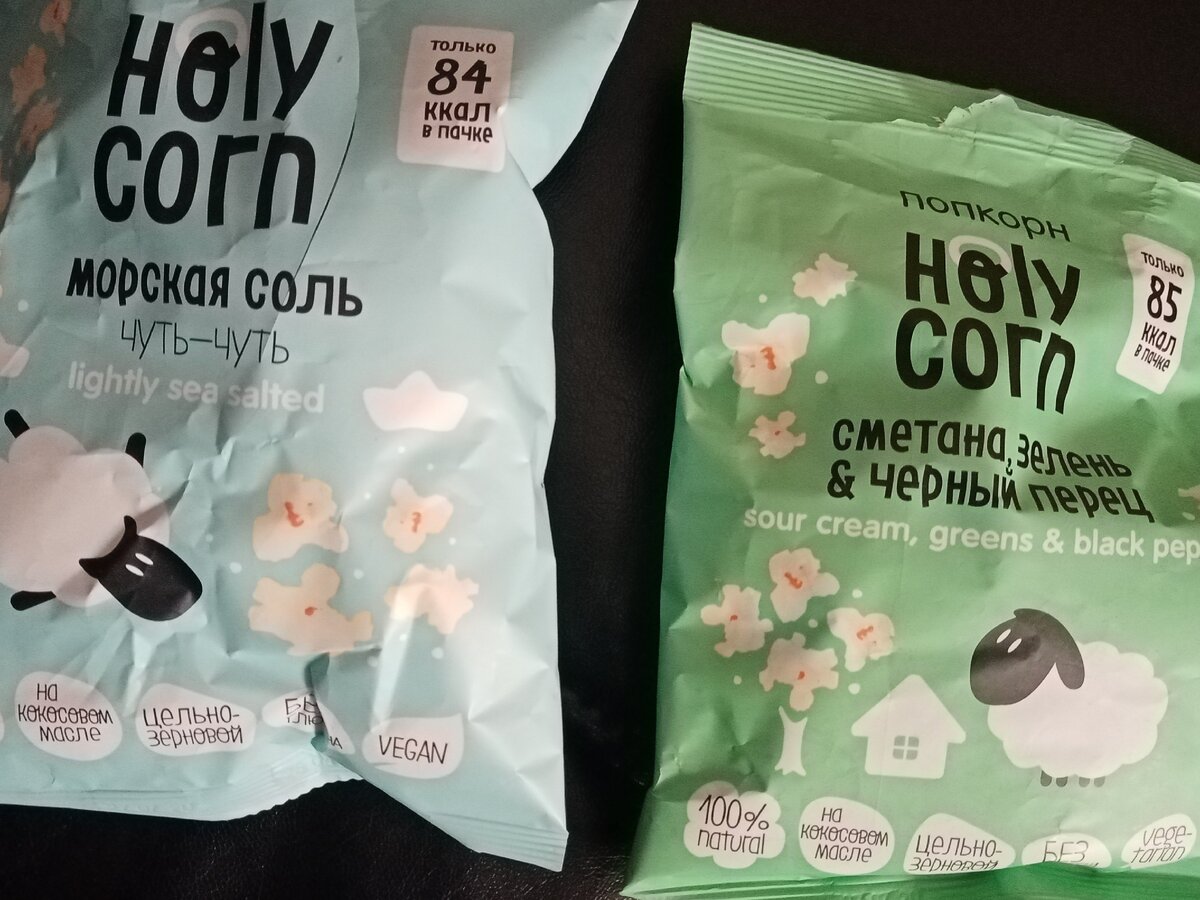 Holy
corn
ТОЛЬКО
84
ккал
в пачке
морская соль
чуть-чуть
lightly sea salted
на
кокосовом
масле
цельно-
зерновой
VEGAN
попкорн
Holy
corn
ТОЛЬКО
85
ккал
в пачке
сметана, зелень
& черный перец
sour cream, greens & black pep
100%
natural
на
кокосовом
масле
цельно-
зерновой
БЕЗ
vege-
tarian